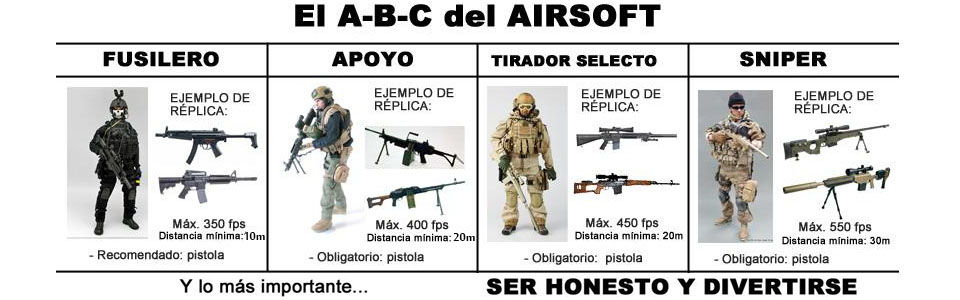 El A-B-C del AIRSOFT
FUSILERO
EJEMPLO DE
RÉPLICA:
Máx. 350 fps
Distancia mínima:10m
- Recomendado: pistola
APOYO
EJEMPLO DE
RÉPLICA:
Máx. 400 fps
Distancia mínima:20m
- Obligatorio: pistola
TIRADOR SELECTO
EJEMPLO DE
RÉPLICA:
Máx. 450 fps
Distancia mínima: 20m
- Obligatorio: pistola
SNIPER
EJEMPLO DE
RÉPLICA:
Máx. 550 fps
Distancia mínima: 30m
- Obligatorio: pistola
Y lo más importante... SER HONESTO Y DIVERTIRSE